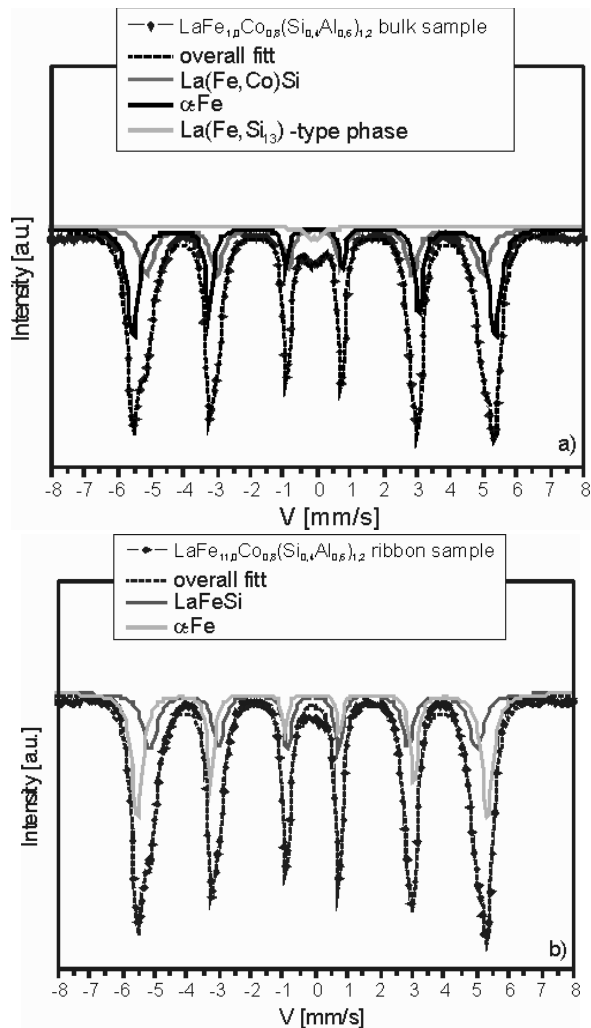 LaFe₁₁,₀Co₀,₈(Si₀,₄Al₀,₆)₁,₂ bulk sample
overall fitt
La(Fe,Co)Si
αFe
La(Fe,Si₁₃) -type phase
Intensity [a.u.]
a)
-8 -7 -6 -5 -4 -3 -2 -1 0 1 2 3 4 5 6 7 8
V [mm/s]
LaFe₁₁,₀Co₀,₈(Si₀,₄Al₀,₆)₁,₂ ribbon sample
overall fitt
LaFeSi
αFe
Intensity [a.u.]
b)
-8 -7 -6 -5 -4 -3 -2 -1 0 1 2 3 4 5 6 7 8
V [mm/s]